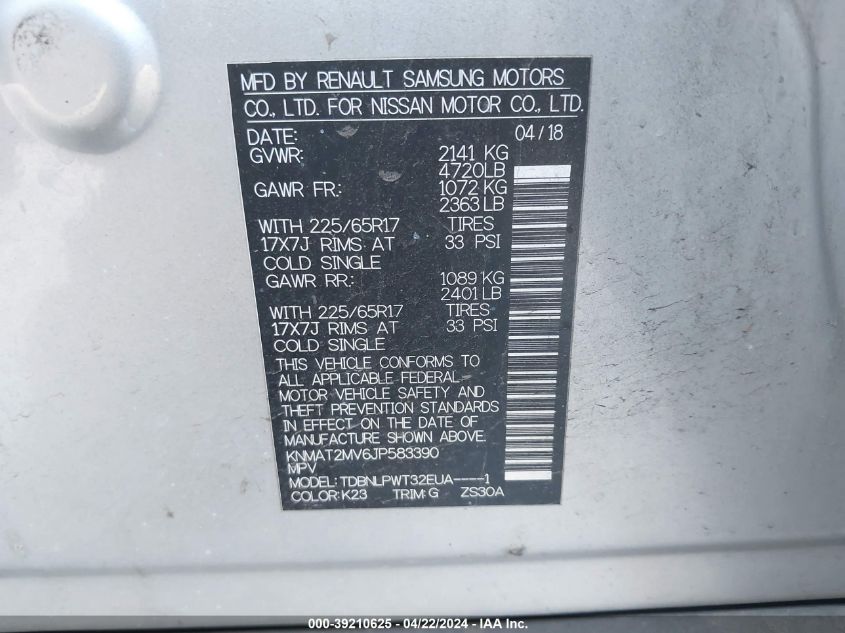 MFD BY RENAULT SAMSUNG MOTORS
CO., LTD. FOR NISSAN MOTOR CO., LTD.
DATE: 04/18
GVWR: 2141 KG
4720LB
GAWR FR: 1072 KG
2363 LB
WITH 225/65R17 TIRES
17X7J RIMS AT 33 PSI
COLD SINGLE
GAWR RR: 1089 KG
2401 LB
WITH 225/65R17 TIRES
17X7J RIMS AT 33 PSI
COLD SINGLE
THIS VEHICLE CONFORMS TO
ALL APPLICABLE FEDERAL
MOTOR VEHICLE SAFETY AND
THEFT PREVENTION STANDARDS
IN EFFECT ON THE DATE OF
MANUFACTURE SHOWN ABOVE.
KNMAT2MV6JP583390
MPV
MODEL: TDBNLPWT32EUA----1
COLOR: K23 TRIM: G ZS30A
000-39210625 - 04/22/2024 - IAA Inc.